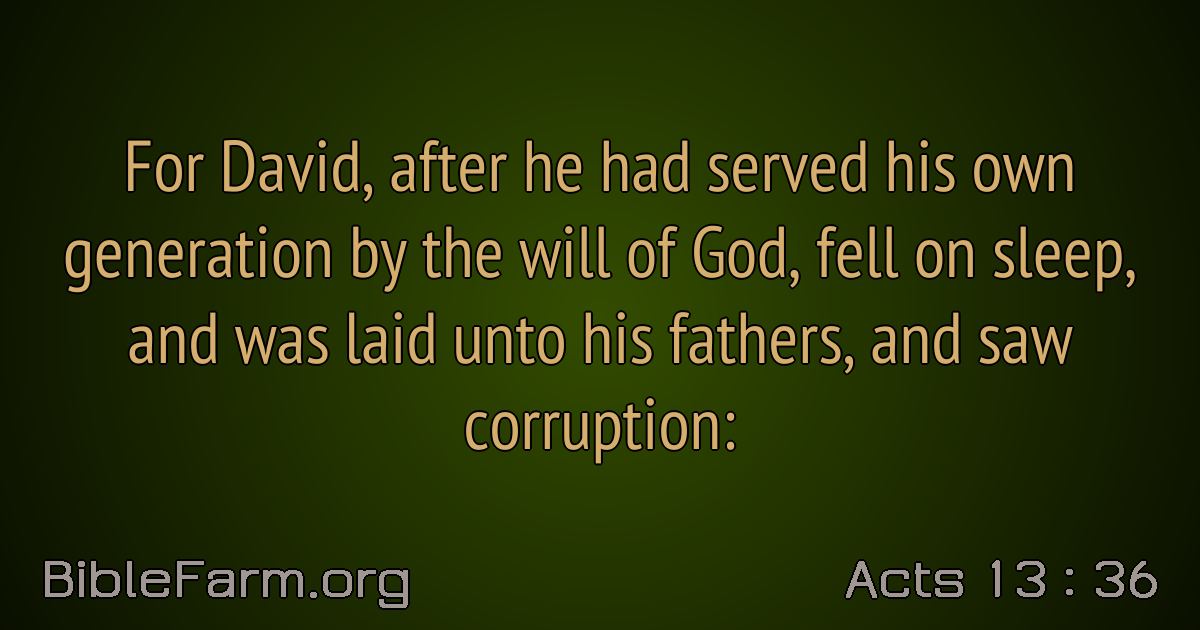 For David, after he had served his own
generation by the will of God, fell on sleep,
and was laid unto his fathers, and saw
corruption:
BibleFarm.org
Acts 13 : 36